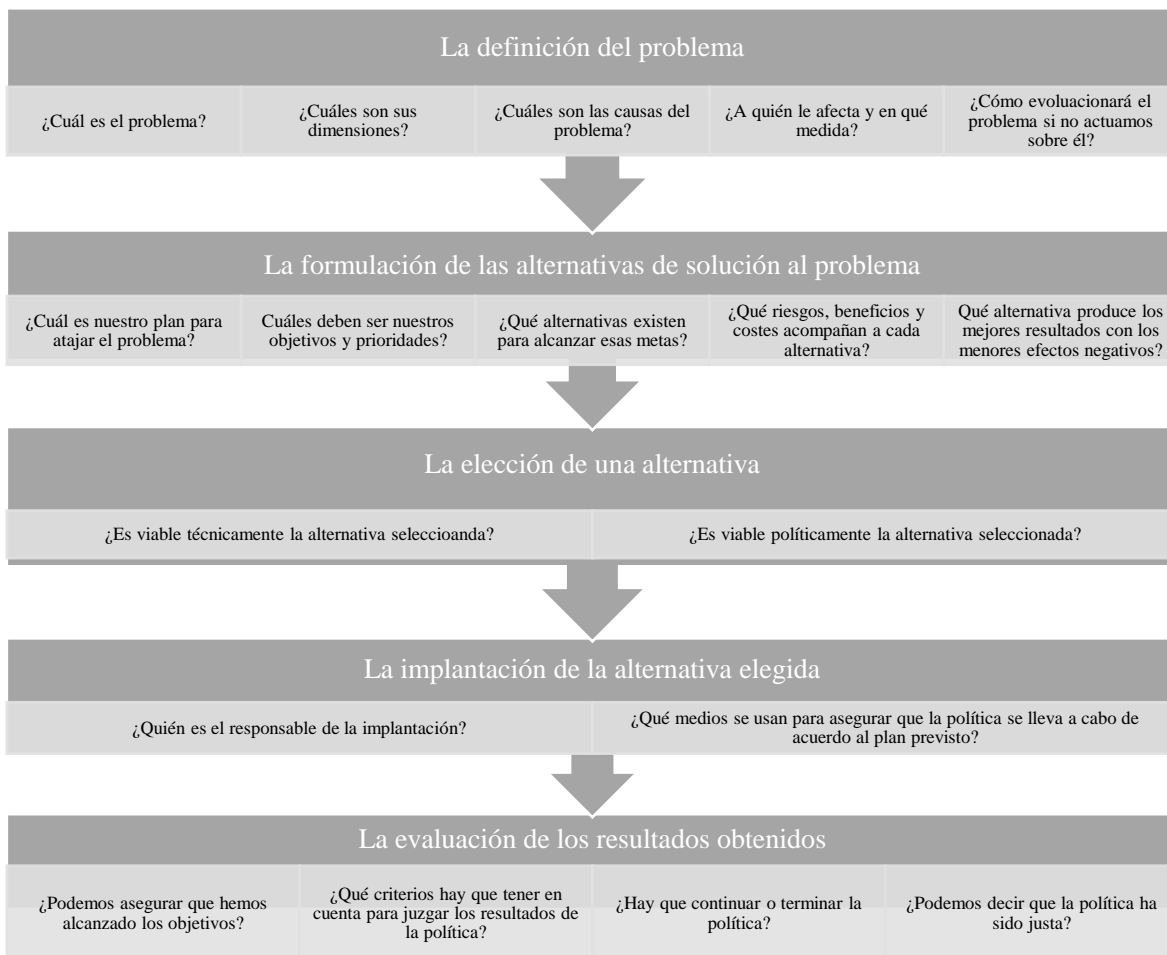 La definición del problema
¿Cuál es el problema?
¿Cuáles son sus
dimensiones?
¿Cuáles son las causas del
problema?
¿A quién le afecta y en qué
medida?
¿Cómo evoluacionará el
problema si no actuamos
sobre él?
La formulación de las alternativas de solución al problema
¿Cuál es nuestro plan para
atajar el problema?
Cuáles deben ser nuestros
objetivos y prioridades?
¿Qué alternativas existen
para alcanzar esas metas?
¿Qué riesgos, beneficios y
costes acompañan a cada
alternativa?
Qué alternativa produce los
mejores resultados con los
menores efectos negativos?
La elección de una alternativa
¿Es viable técnicamente la alternativa seleccioanda?
¿Es viable políticamente la alternativa seleccionada?
La implantación de la alternativa elegida
¿Quién es el responsable de la implantación?
¿Qué medios se usan para asegurar que la política se lleva a cabo de
acuerdo al plan previsto?
La evaluación de los resultados obtenidos
¿Podemos asegurar que hemos
alcanzado los objetivos?
¿Qué criterios hay que tener en
cuenta para juzgar los resultados de
la política?
¿Hay que continuar o terminar la
política?
¿Podemos decir que la política ha
sido justa?